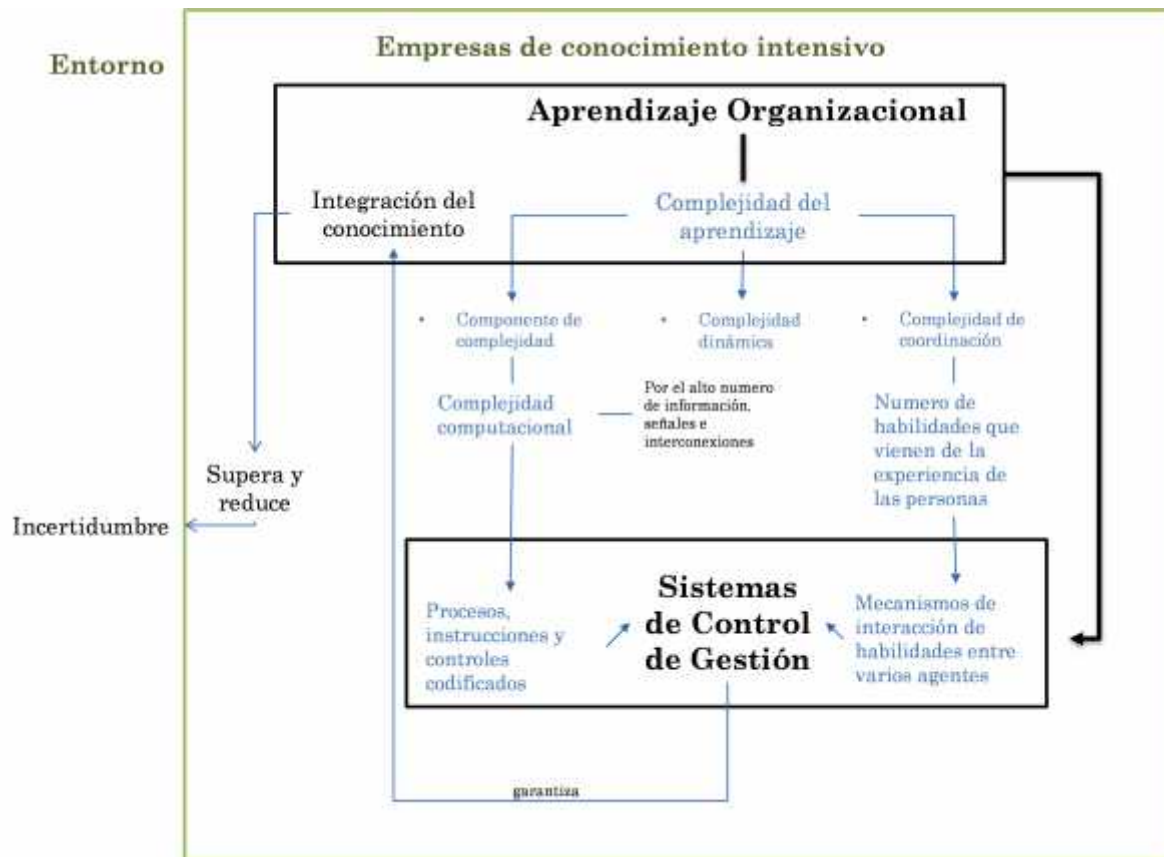 Empresas de conocimiento intensivo
Entorno
Aprendizaje Organizacional
Integración del
conocimiento
Complejidad del
aprendizaje
• Componente de
complejidad
• Complejidad
dinámica
• Complejidad de
coordinación
Complejidad
computacional
Por el alto numero
de información,
señales e
interconexiones
Numero de
habilidades que
vienen de la
experiencia de
las personas
Supera y
reduce
Incertidumbre
Procesos,
instrucciones y
controles
codificados
Sistemas
de Control
de Gestión
Mecanismos de
interacción de
habilidades entre
varios agentes
garantiza